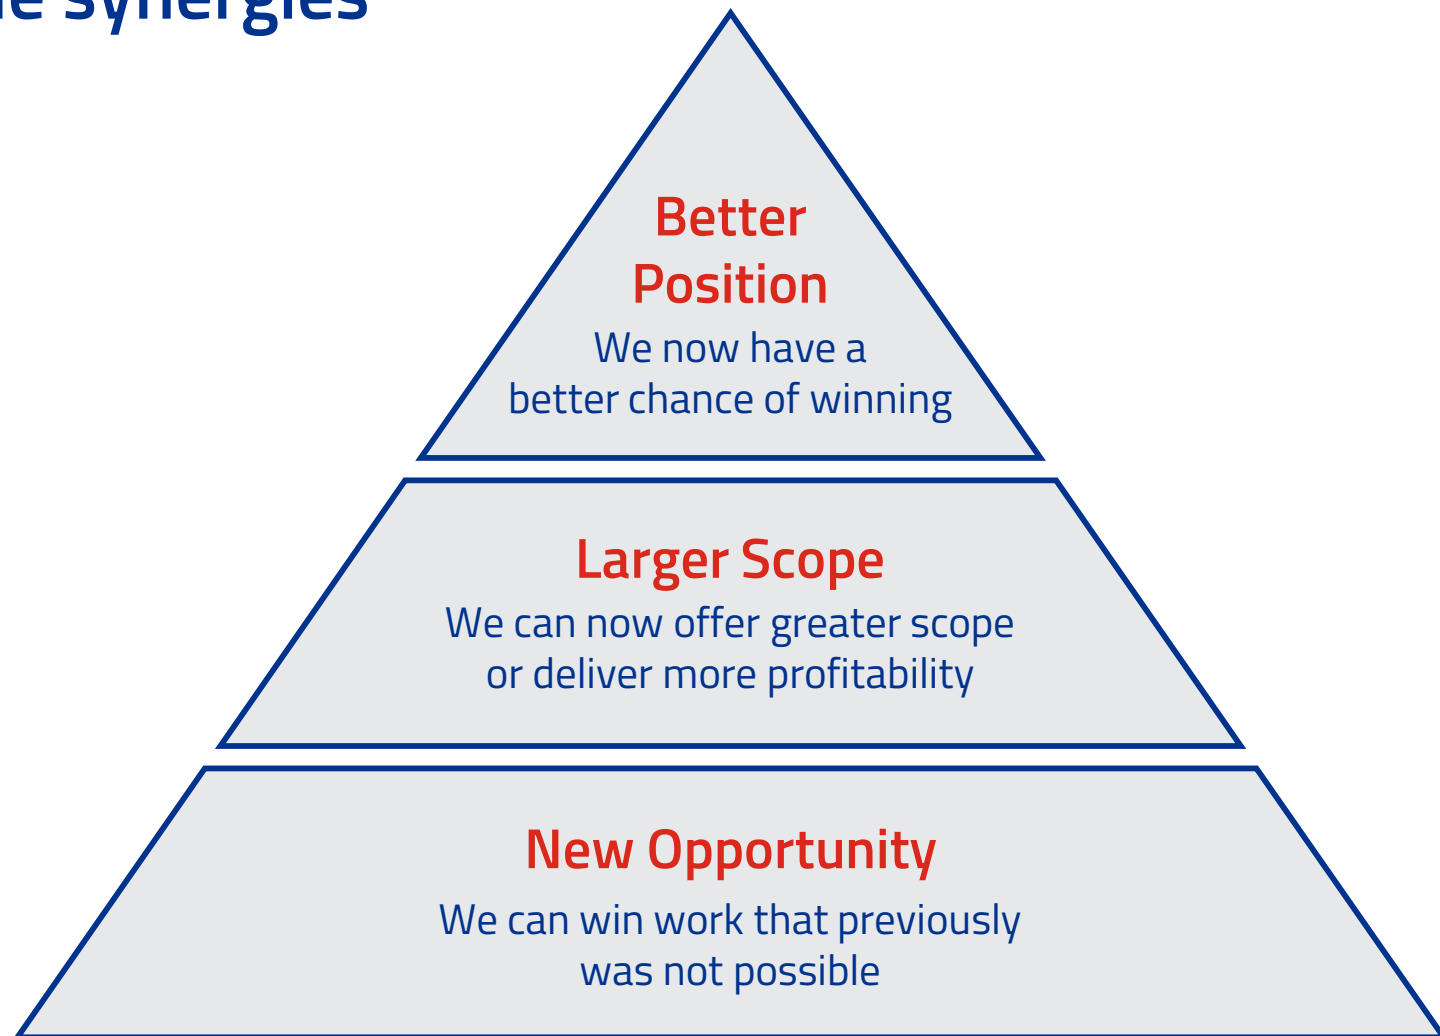 synergies
Better
Position
We now have a
better chance of winning
Larger Scope
We can now offer greater scope
or deliver more profitability
New Opportunity
We can win work that previously
was not possible